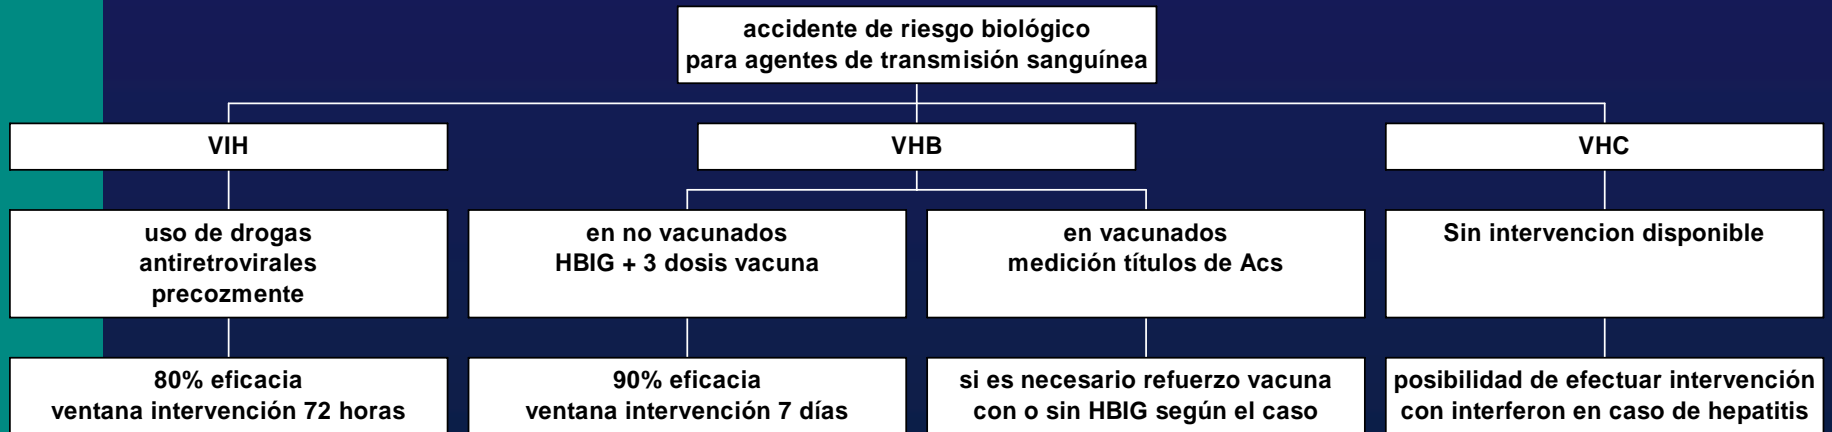 accidente de riesgo biológico
para agentes de transmisión sanguínea
VIH
VHB
VHC
uso de drogas
antiretrovirales
precozmente
en no vacunados
HBIG + 3 dosis vacuna
en vacunados
medición títulos de Acs
Sin intervencion disponible
80% eficacia
ventana intervención 72 horas
90% eficacia
ventana intervención 7 días
si es necesario refuerzo vacuna
con o sin HBIG según el caso
posibilidad de efectuar intervención
con interferon en caso de hepatitis